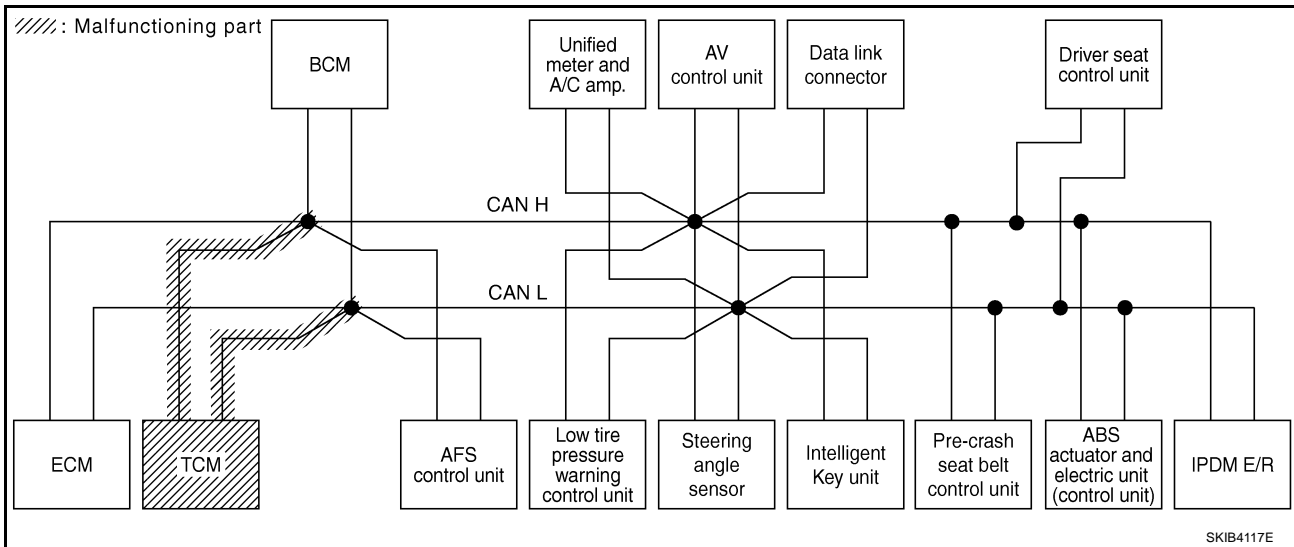 : Malfunctioning part
BCM
Unified
meter and
A/C amp.
AV
control unit
Data link
connector
Driver seat
control unit
CAN H
CAN L
ECM
TCM
AFS
control unit
Low tire
pressure
warning
control unit
Steering
angle
sensor
Intelligent
Key unit
Pre-crash
seat belt
control unit
ABS
actuator and
electric unit
(control unit)
IPDM E/R
SKIB4117E